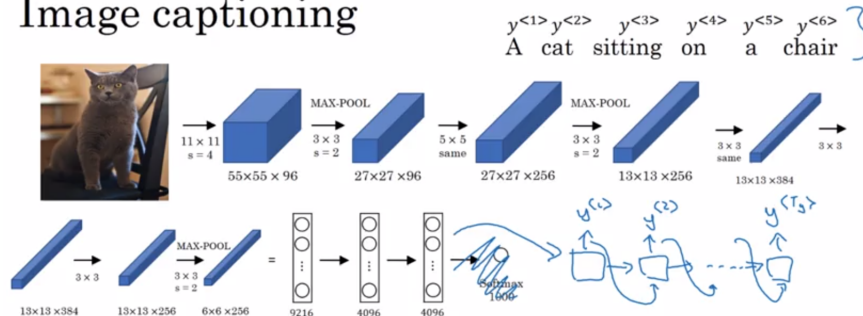 Image captioning
y<1> y<2> y<3> y<4> y<5> y<6>
A cat sitting on a chair
MAX-POOL
MAX-POOL
11 × 11
s = 4
3 × 3
s = 2
5 × 5
same
3 × 3
s = 2
3 × 3
same
3 × 3
55×55 × 96
27×27 ×96
27×27 ×256
13×13 ×256
13×13 ×384
y<1> y<2> y<Ty>
MAX-POOL
3 × 3
3 × 3
s = 2
=
Softmax
1000
13×13 ×384
13×13 ×256
6×6 ×256
9216
4096
4096